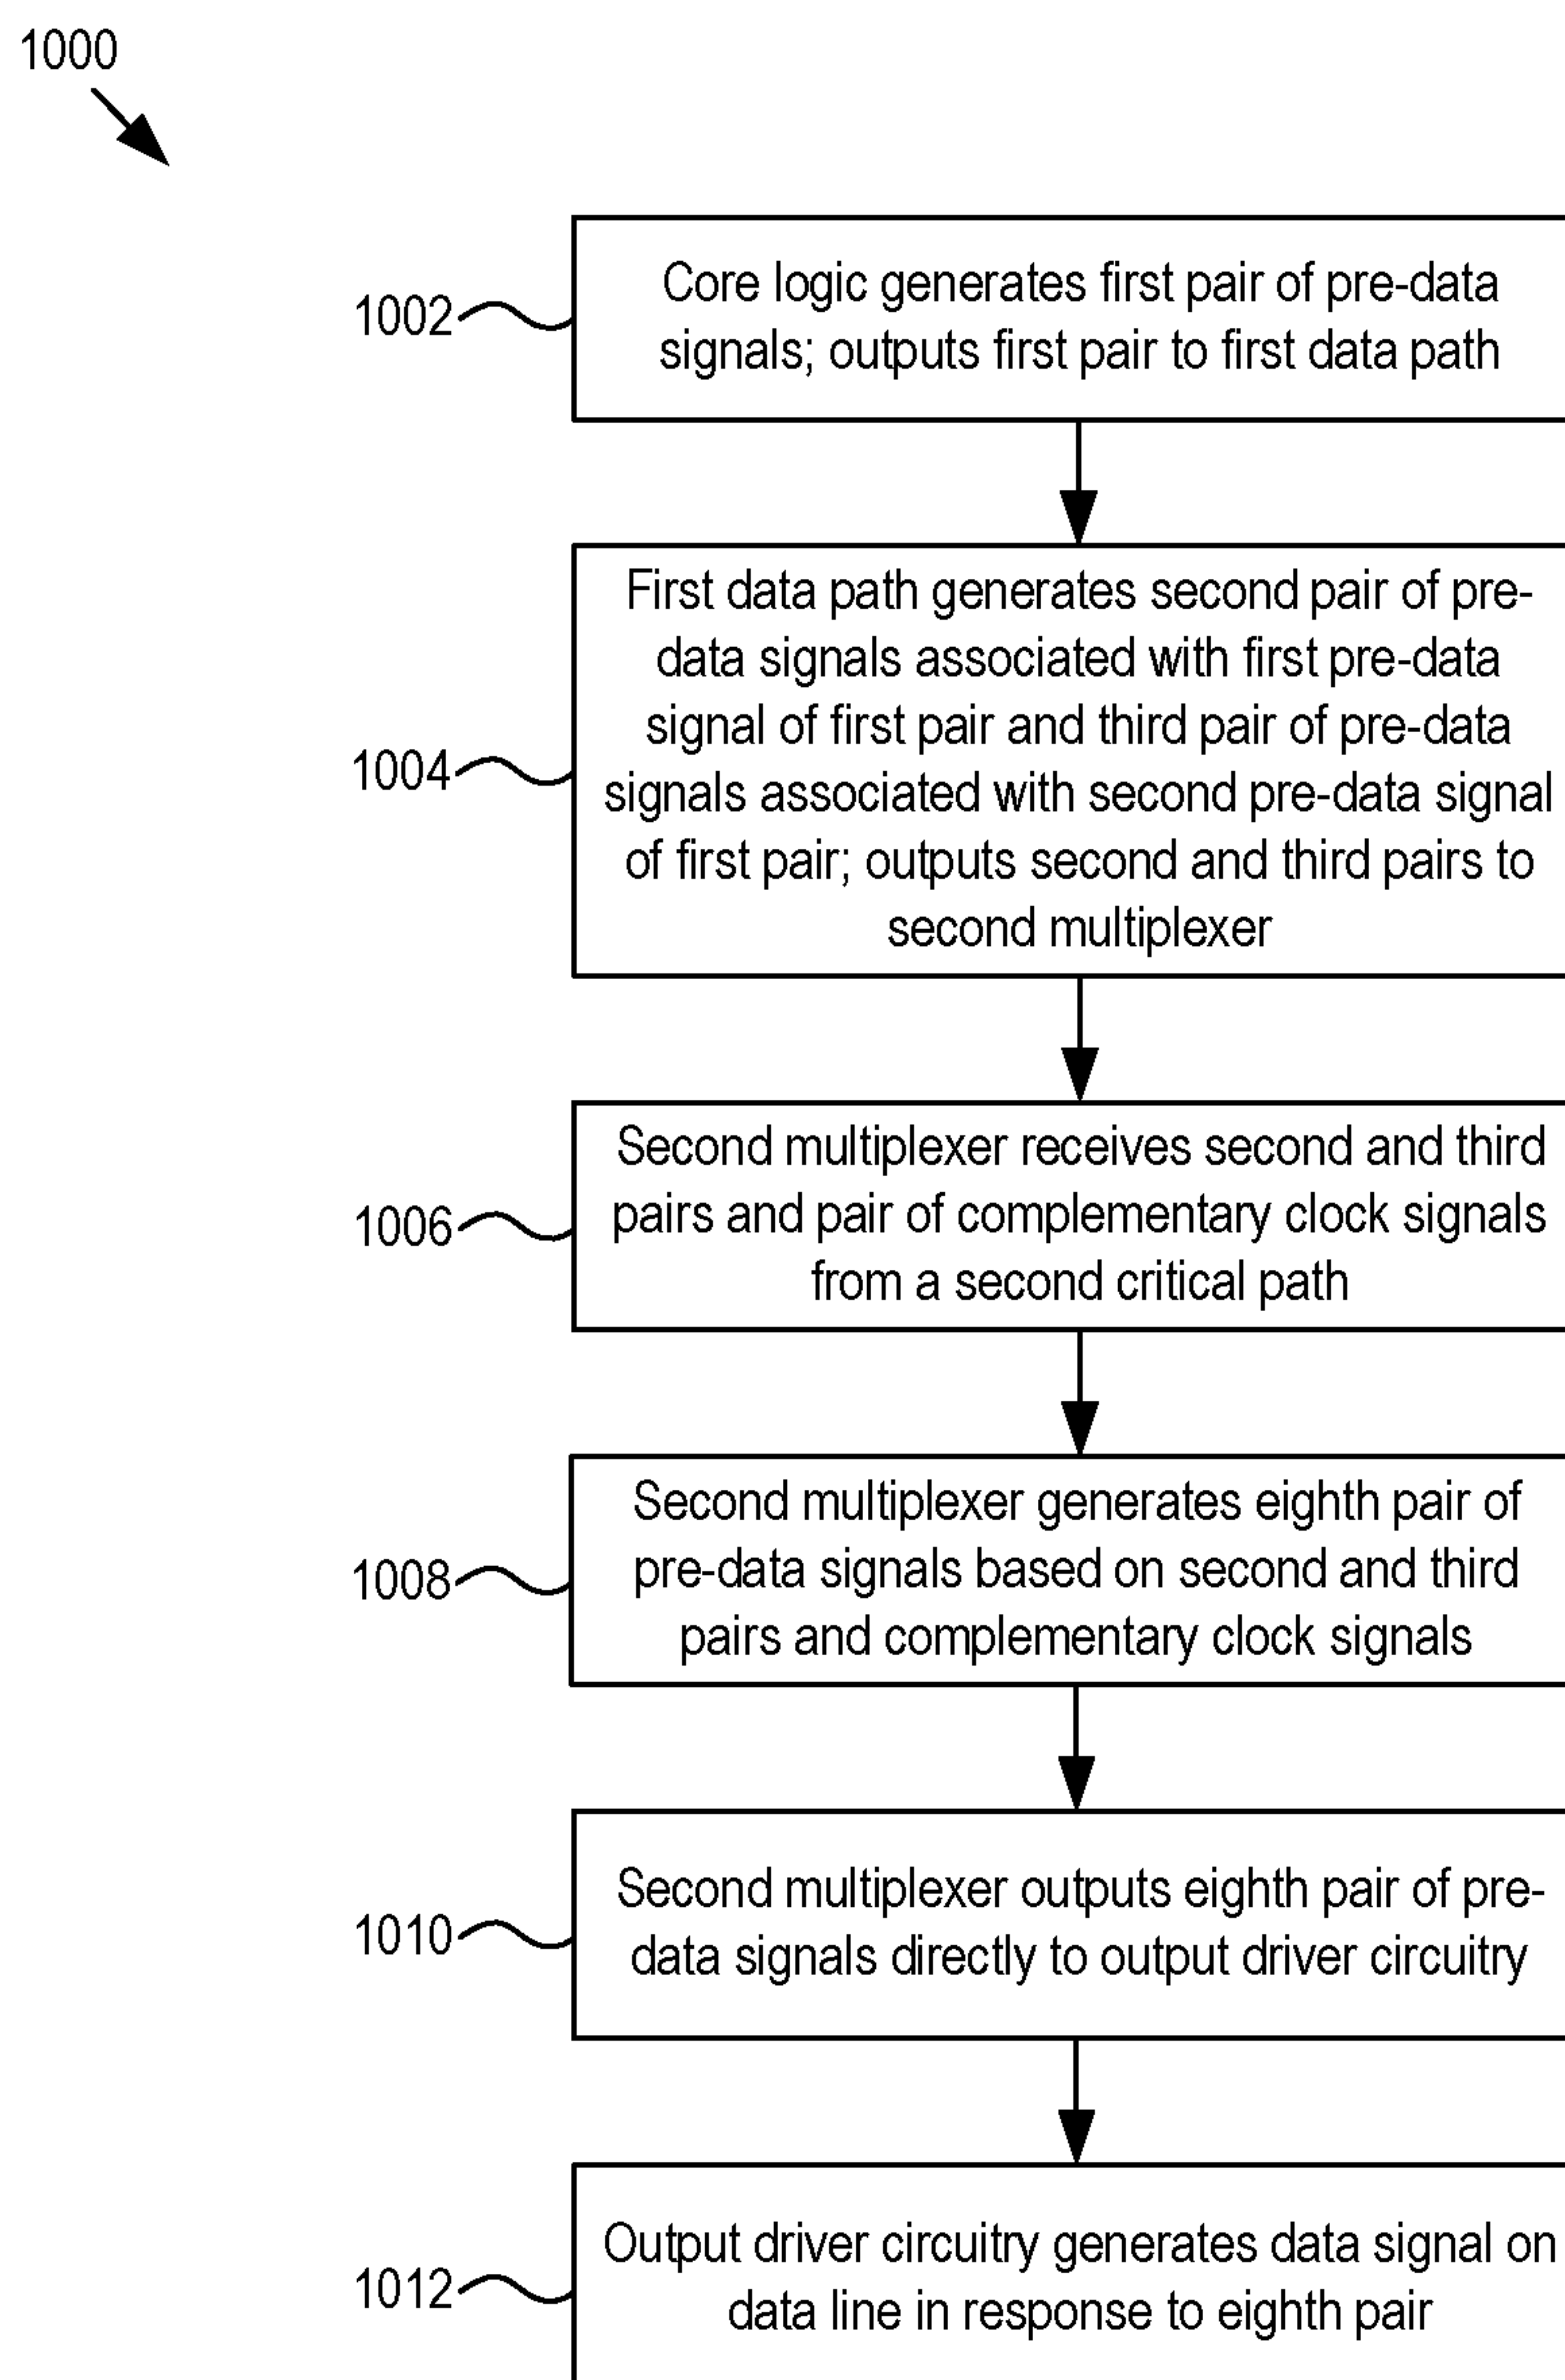 1000
1002
Core logic generates first pair of pre-data
signals; outputs first pair to first data path
1004
First data path generates second pair of pre-
data signals associated with first pre-data
signal of first pair and third pair of pre-data
signals associated with second pre-data signal
of first pair; outputs second and third pairs to
second multiplexer
1006
Second multiplexer receives second and third
pairs and pair of complementary clock signals
from a second critical path
1008
Second multiplexer generates eighth pair of
pre-data signals based on second and third
pairs and complementary clock signals
1010
Second multiplexer outputs eighth pair of pre-
data signals directly to output driver circuitry
1012
Output driver circuitry generates data signal on
data line in response to eighth pair